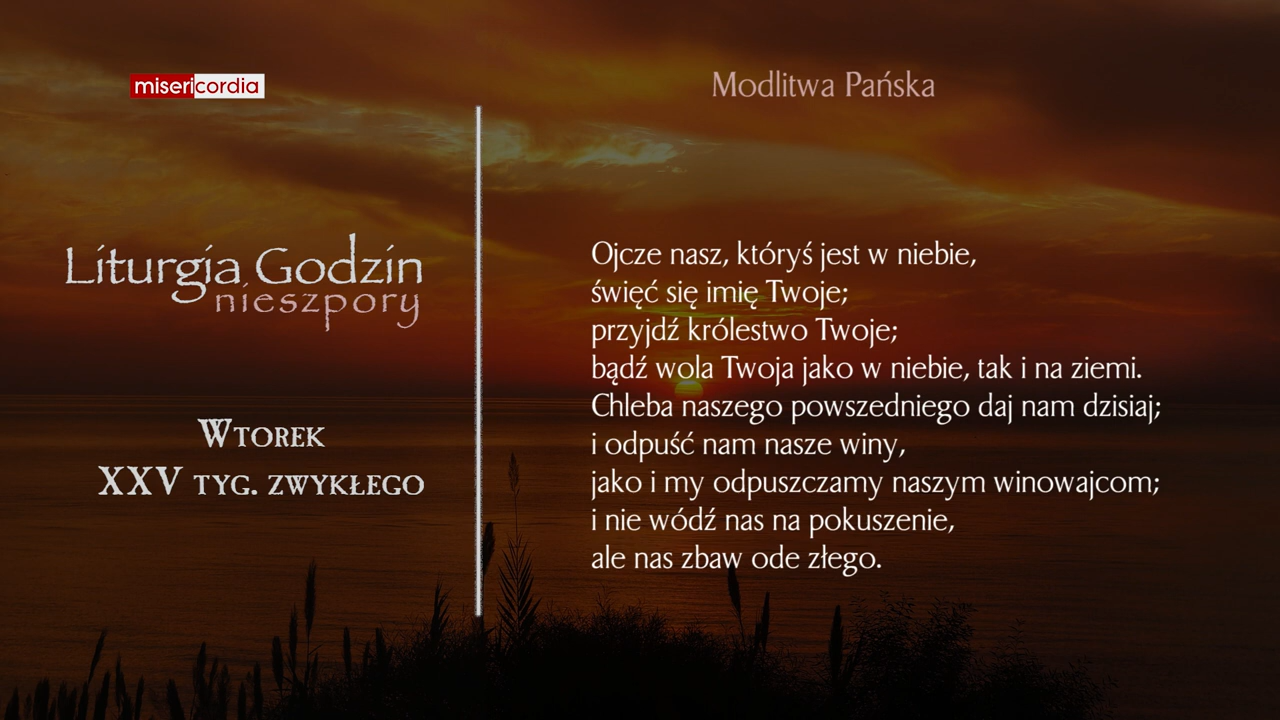 misericordia
Liturgia Godzin
nieszpory
Wtorek
XXV tyg. zwykłego
Modlitwa Pańska
Ojcze nasz, któryś jest w niebie,
święć się imię Twoje;
przyjdź królestwo Twoje;
bądź wola Twoja jako w niebie, tak i na ziemi.
Chleba naszego powszedniego daj nam dzisiaj;
i odpuść nam nasze winy,
jako i my odpuszczamy naszym winowajcom;
i nie wódź nas na pokuszenie,
ale nas zbaw ode złego.